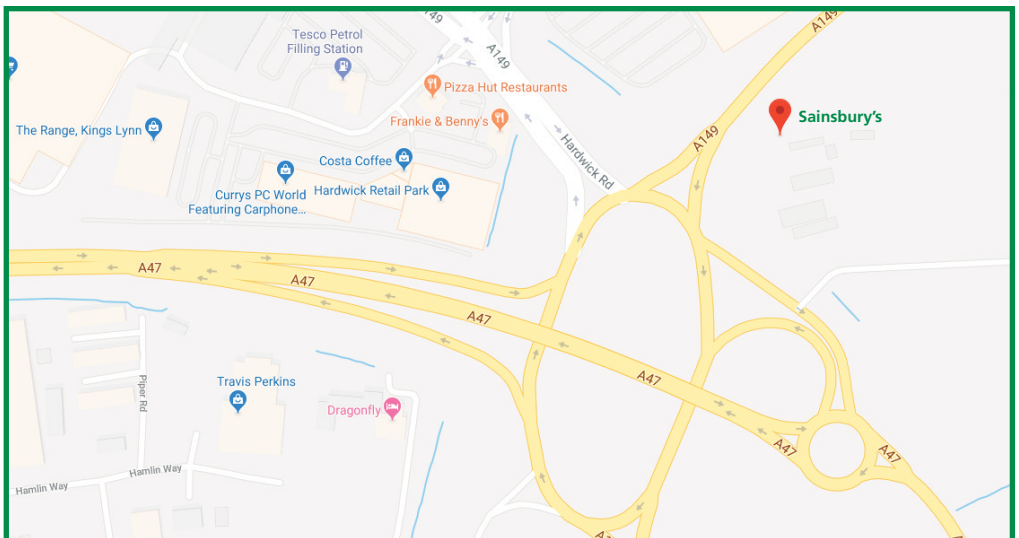 A149
A149
Tesco Petrol
Filling Station
A149
Pizza Hut Restaurants
Sainsbury's
Frankie & Benny's
The Range, Kings Lynn
A149
Hardwick Rd
Costa Coffee
Hardwick Retail Park
Currys PC World
Featuring Carphone...
A47
A47
A47
A47
Travis Perkins
Piper Rd
Dragonfly
A47
A47
Hamlin Way
Hamlin Way